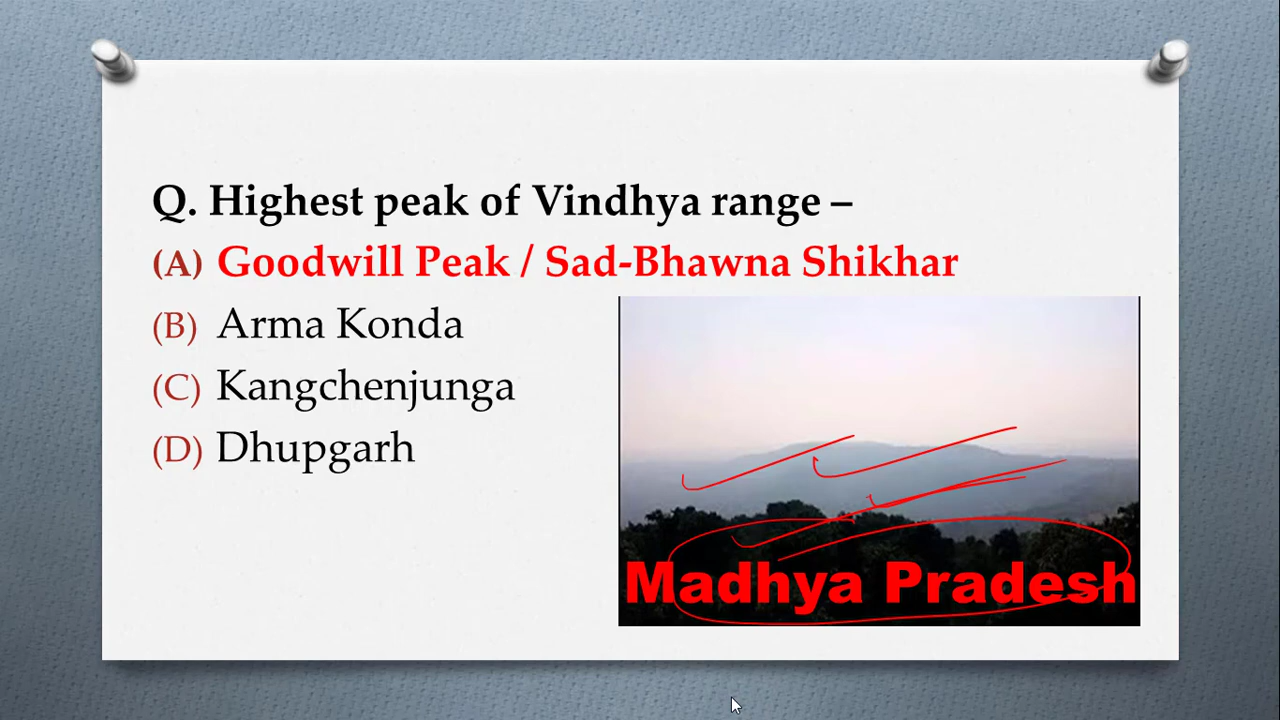 Q. Highest peak of Vindhya range –
(A) Goodwill Peak / Sad-Bhawna Shikhar
(B) Arma Konda
(C) Kangchenjunga
(D) Dhupgarh
Madhya Pradesh